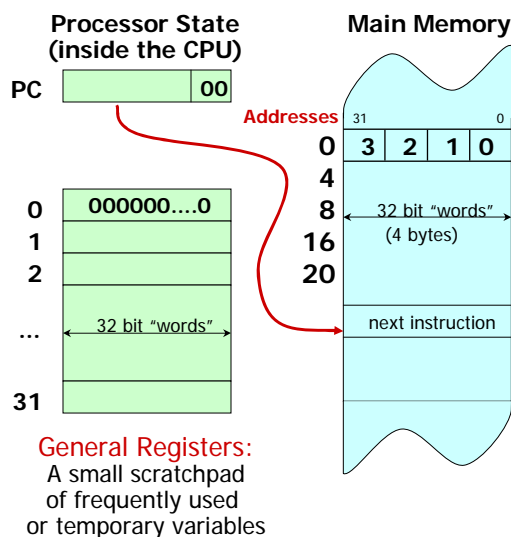 Processor State
(inside the CPU)
PC
00
0
000000....0
1
2
...
32 bit “words”
31
General Registers:
A small scratchpad
of frequently used
or temporary variables
Main Memory
Addresses
31
0
0
3 2 1 0
4
8
32 bit “words”
16
(4 bytes)
20
next instruction